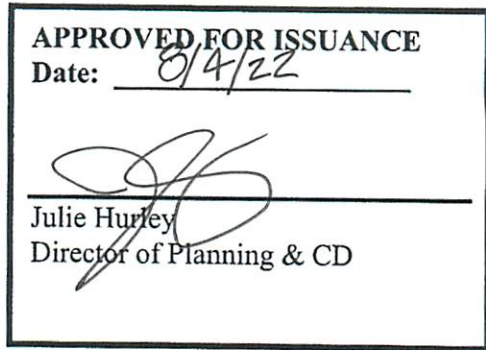 APPROVED FOR ISSUANCE
Date: 8/4/22
Julie Hurley
Director of Planning & CD